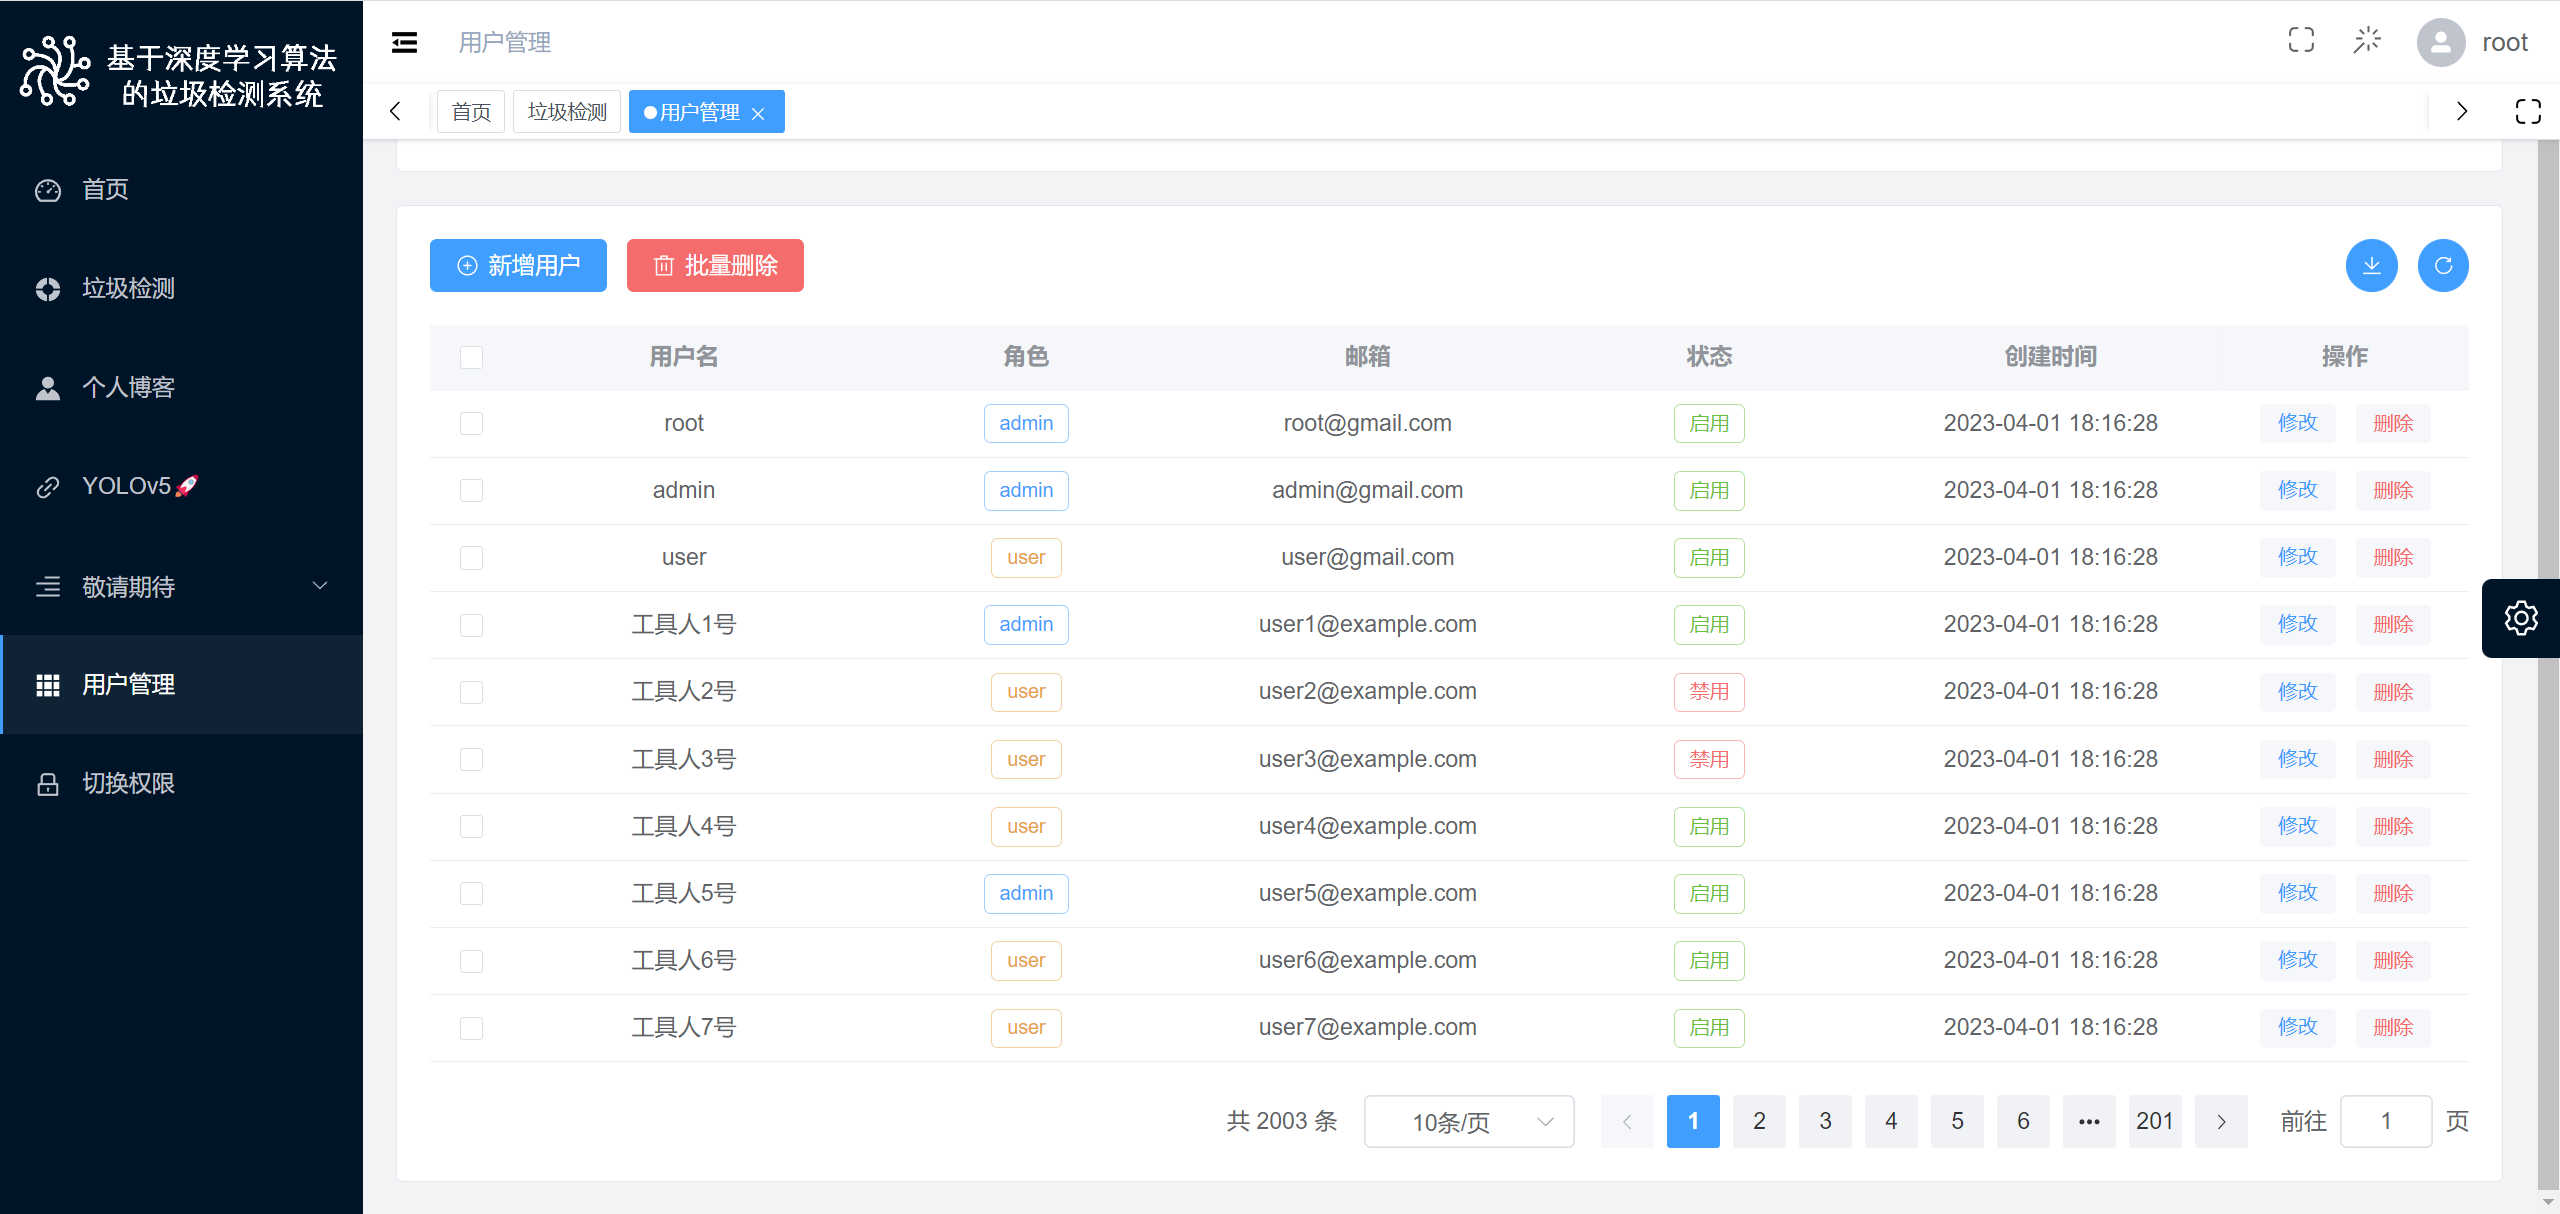 基于深度学习算法
的垃圾检测系统
首页
垃圾检测
个人博客
YOLOv5🚀
敬请期待
用户管理
切换权限
用户管理
root
首页 垃圾检测 用户管理
新增用户 批量删除
用户名 角色 邮箱 状态 创建时间 操作
root admin root@gmail.com 启用 2023-04-01 18:16:28 修改 删除
admin admin admin@gmail.com 启用 2023-04-01 18:16:28 修改 删除
user user user@gmail.com 启用 2023-04-01 18:16:28 修改 删除
工具人1号 admin user1@example.com 启用 2023-04-01 18:16:28 修改 删除
工具人2号 user user2@example.com 禁用 2023-04-01 18:16:28 修改 删除
工具人3号 user user3@example.com 禁用 2023-04-01 18:16:28 修改 删除
工具人4号 user user4@example.com 启用 2023-04-01 18:16:28 修改 删除
工具人5号 admin user5@example.com 启用 2023-04-01 18:16:28 修改 删除
工具人6号 user user6@example.com 启用 2023-04-01 18:16:28 修改 删除
工具人7号 user user7@example.com 启用 2023-04-01 18:16:28 修改 删除
共 2003 条 10条/页 1 2 3 4 5 6 ••• 201 前往 1 页